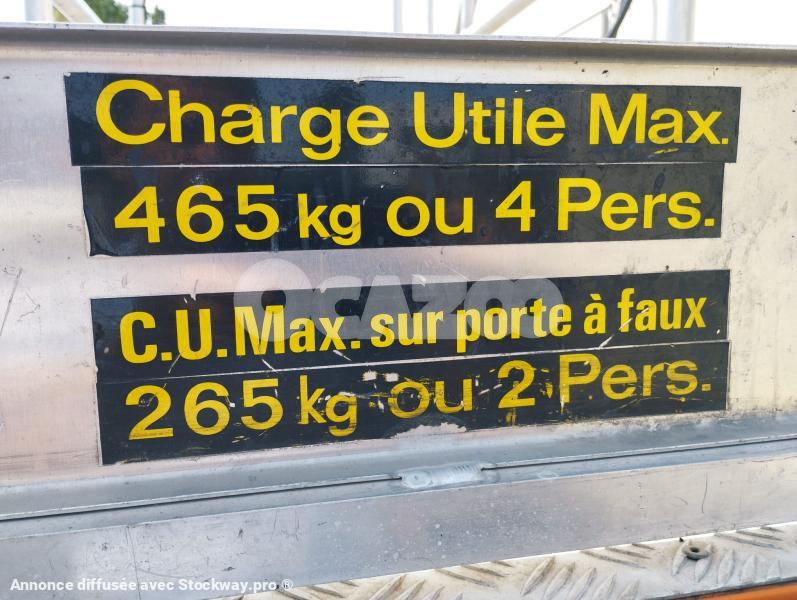 Charge Utile Max.
465 kg ou 4 Pers.
OCAZOO
C.U.Max. sur porte à faux
265 kg ou 2 Pers.
Annonce diffusée avec Stockway.pro ®